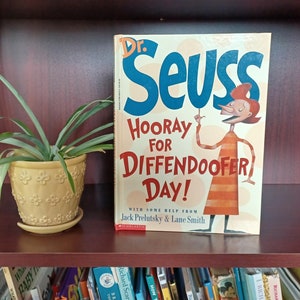 Dr.
Seuss
HOORAY
FOR
DIFFENDOOFER
DAY!
WITH SOME HELP FROM
Jack Prelutsky & Lane Smith
SCHOLASTIC